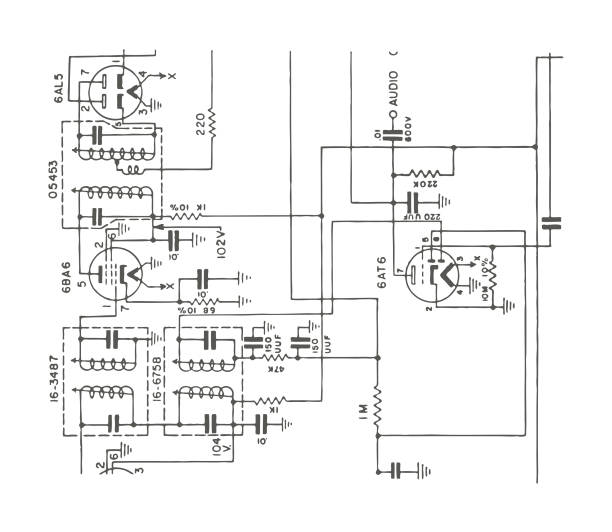 6AL5
7
1
4
X
2
5
3
220
05453
1K
10%
.01
102V.
2
6
6BA6
5
X
1
7
.01
68 10%
16-3487
16-6758
150
UUF
47K
150
UUF
1K
.01
104
V.
2
6
3
1M
AUDIO
.01
600V
220K
220 UUF
6AT6
7
1
5
6
3
X
4
2
10M
10%